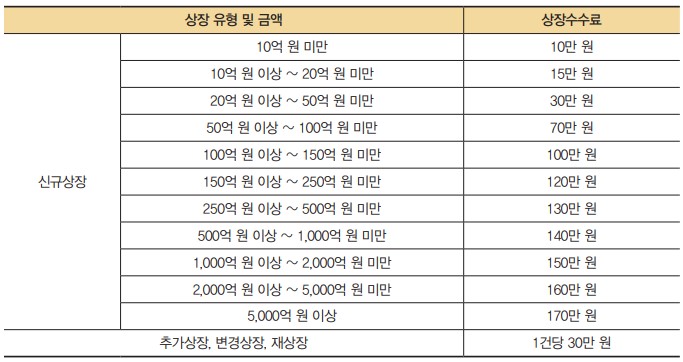 상장 유형 및 금액 상장수수료
신규상장
10억 원 미만 10만 원
10억 원 이상 ~ 20억 원 미만 15만 원
20억 원 이상 ~ 50억 원 미만 30만 원
50억 원 이상 ~ 100억 원 미만 70만 원
100억 원 이상 ~ 150억 원 미만 100만 원
150억 원 이상 ~ 250억 원 미만 120만 원
250억 원 이상 ~ 500억 원 미만 130만 원
500억 원 이상 ~ 1,000억 원 미만 140만 원
1,000억 원 이상 ~ 2,000억 원 미만 150만 원
2,000억 원 이상 ~ 5,000억 원 미만 160만 원
5,000억 원 이상 170만 원
추가상장, 변경상장, 재상장 1건당 30만 원